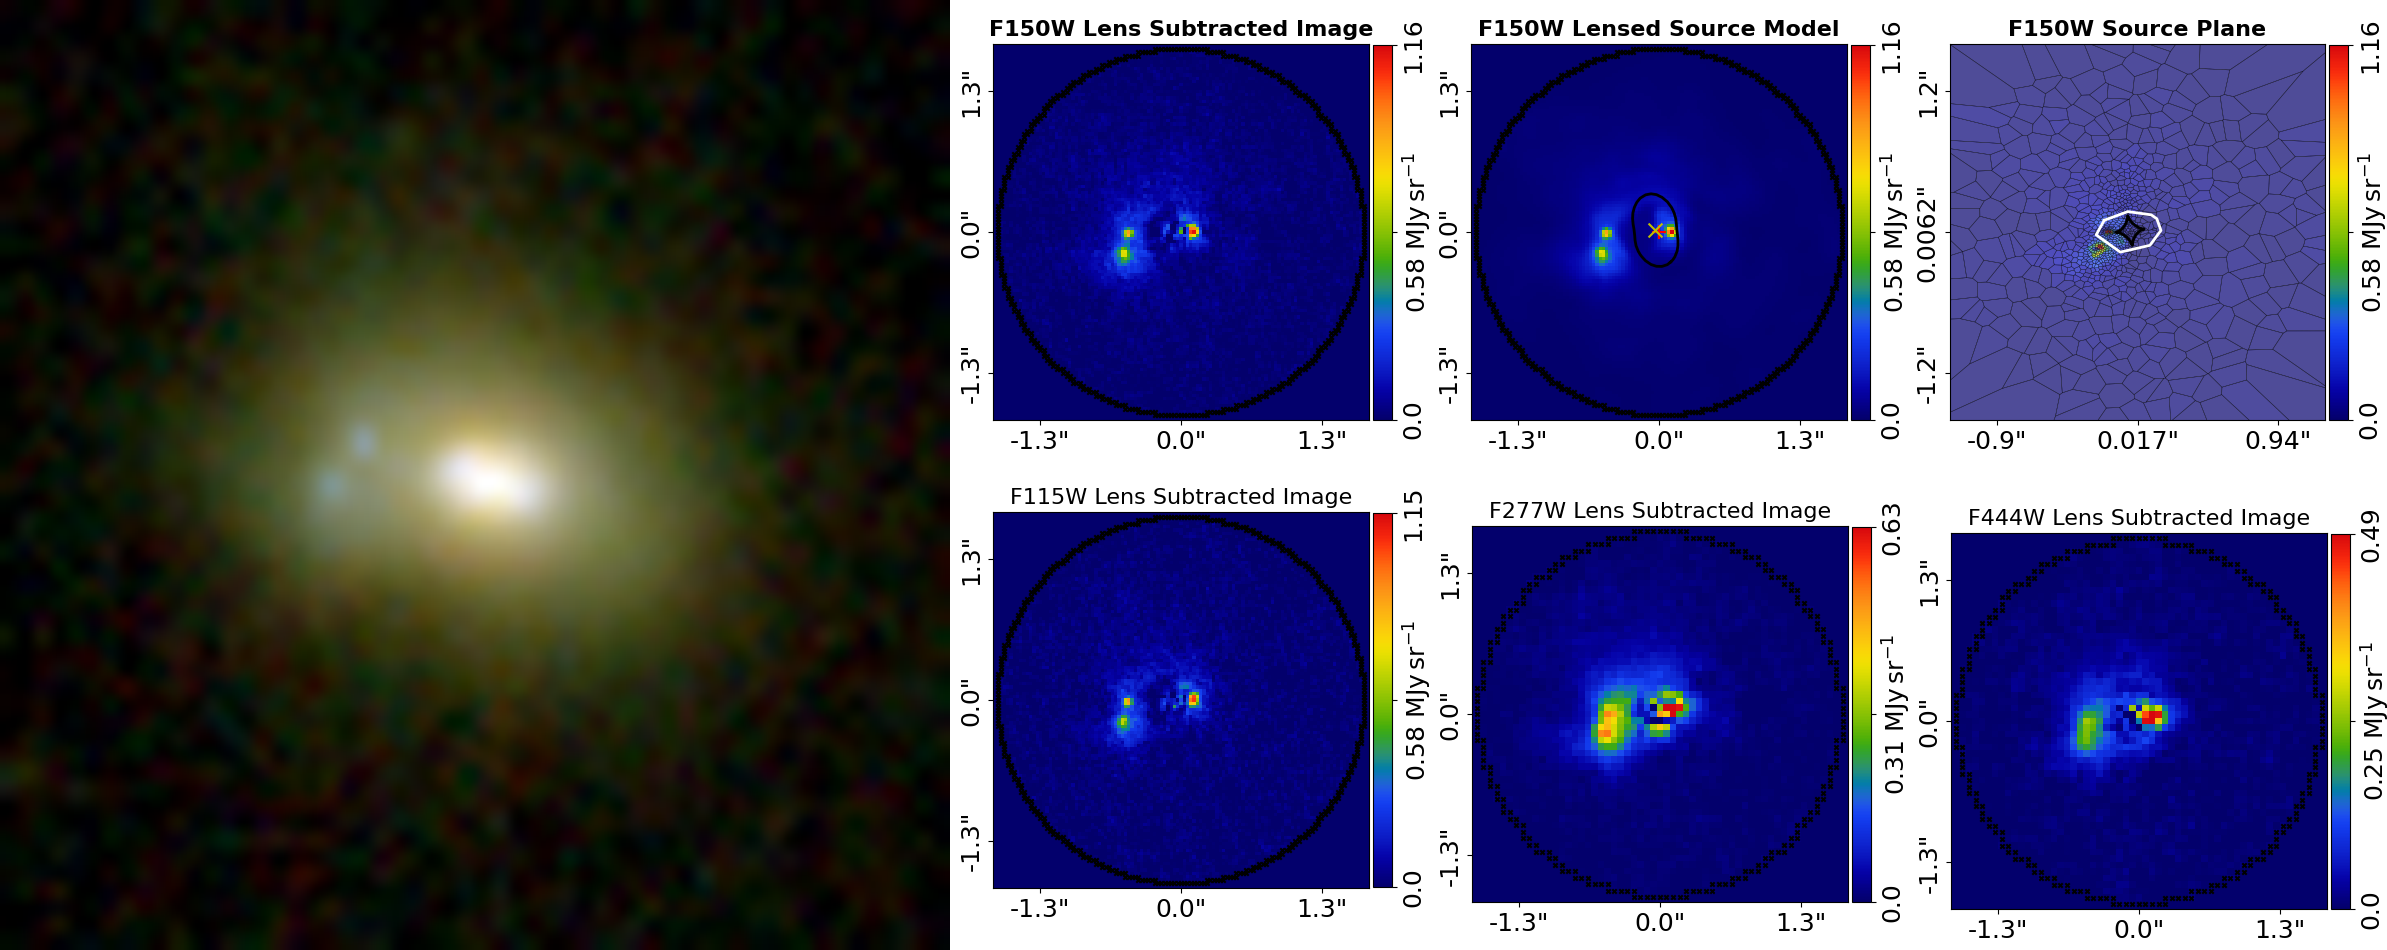 F150W Lens Subtracted Image
1.3"
0.0"
-1.3"
-1.3" 0.0" 1.3"
1.16
0.58 MJy sr−1
0.0
F150W Lensed Source Model
1.3"
0.0"
-1.3"
-1.3" 0.0" 1.3"
1.16
0.58 MJy sr−1
0.0
F150W Source Plane
1.2"
0.0062"
-1.2"
-0.9" 0.017" 0.94"
1.16
0.58 MJy sr−1
0.0
F115W Lens Subtracted Image
1.3"
0.0"
-1.3"
-1.3" 0.0" 1.3"
1.15
0.58 MJy sr−1
0.0
F277W Lens Subtracted Image
1.3"
0.0"
-1.3"
-1.3" 0.0" 1.3"
0.63
0.31 MJy sr−1
0.0
F444W Lens Subtracted Image
1.3"
0.0"
-1.3"
-1.3" 0.0" 1.3"
0.49
0.25 MJy sr−1
0.0